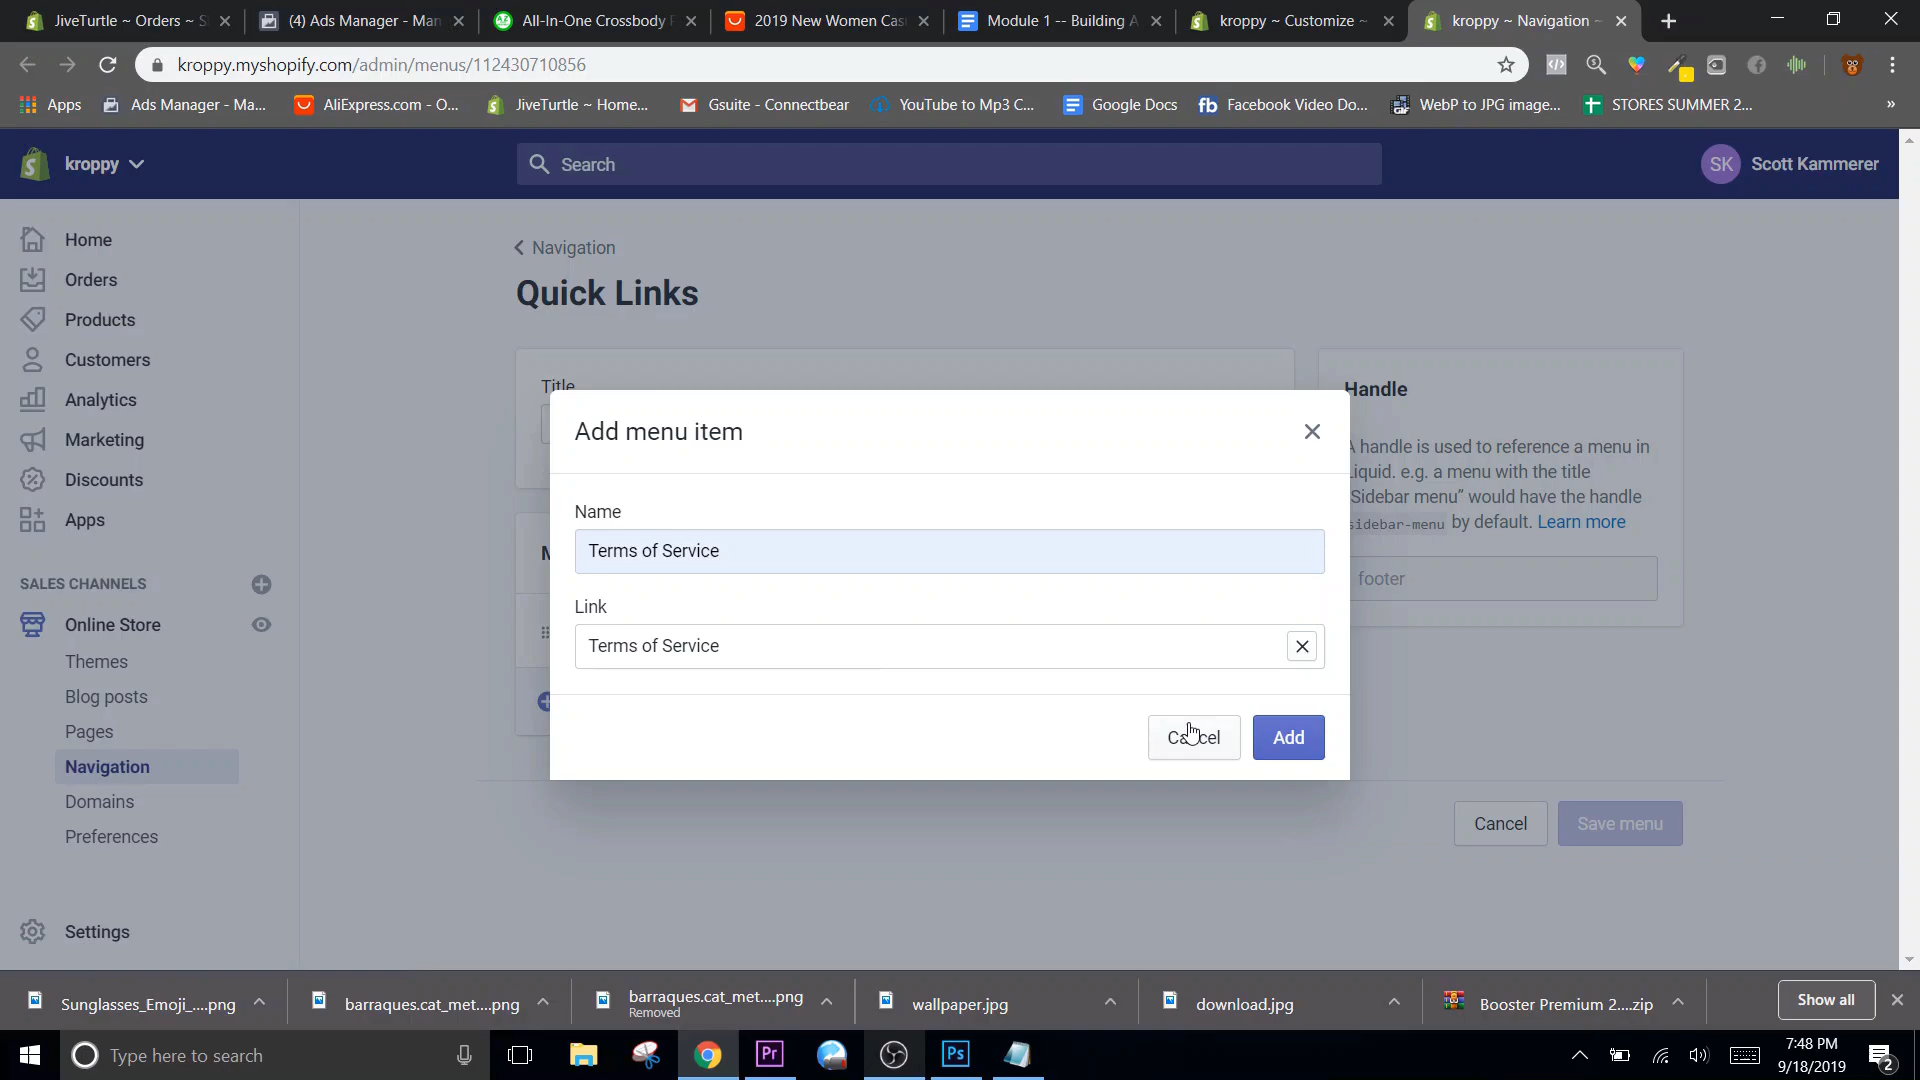 JiveTurtle ~ Orders ~ S
(4) Ads Manager - Man
All-In-One Crossbody P
2019 New Women Cas
Module 1 -- Building A
kroppy ~ Customize ~
kroppy ~ Navigation ~
kroppy.myshopify.com/admin/menus/112430710856
Apps
Ads Manager - Ma...
AliExpress.com - O...
JiveTurtle ~ Home...
Gsuite - Connectbear
YouTube to Mp3 C...
Google Docs
fb Facebook Video Do...
WebP to JPG image...
STORES SUMMER 2...
»
kroppy
Search
SK
Scott Kammerer
Home
Orders
Products
Customers
Analytics
Marketing
Discounts
Apps
SALES CHANNELS
Online Store
Themes
Blog posts
Pages
Navigation
Domains
Preferences
Settings
Navigation
Quick Links
Title
Handle
A handle is used to reference a menu in
Liquid. e.g. a menu with the title
"Sidebar menu" would have the handle
sidebar-menu by default. Learn more
footer
M
Add menu item
Name
Terms of Service
Link
Terms of Service
Cancel
Add
Cancel
Save menu
Sunglasses_Emoji_....png
barraques.cat_met....png
barraques.cat_met....png
Removed
wallpaper.jpg
download.jpg
Booster Premium 2....zip
Show all
Type here to search
Pr
Ps
7:48 PM
9/18/2019
2